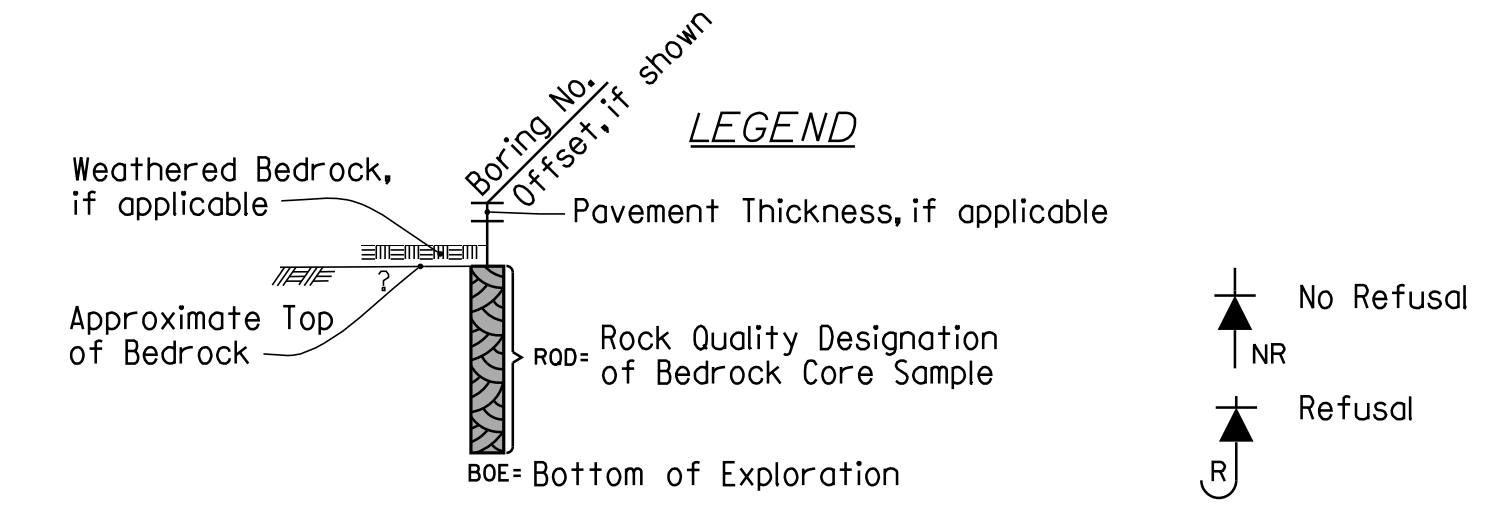 Boring No.
Offset, if shown
LEGEND
Weathered Bedrock,
if applicable
Pavement Thickness, if applicable
?
Approximate Top
of Bedrock
RQD= Rock Quality Designation
of Bedrock Core Sample
BOE= Bottom of Exploration
No Refusal
NR
Refusal
R